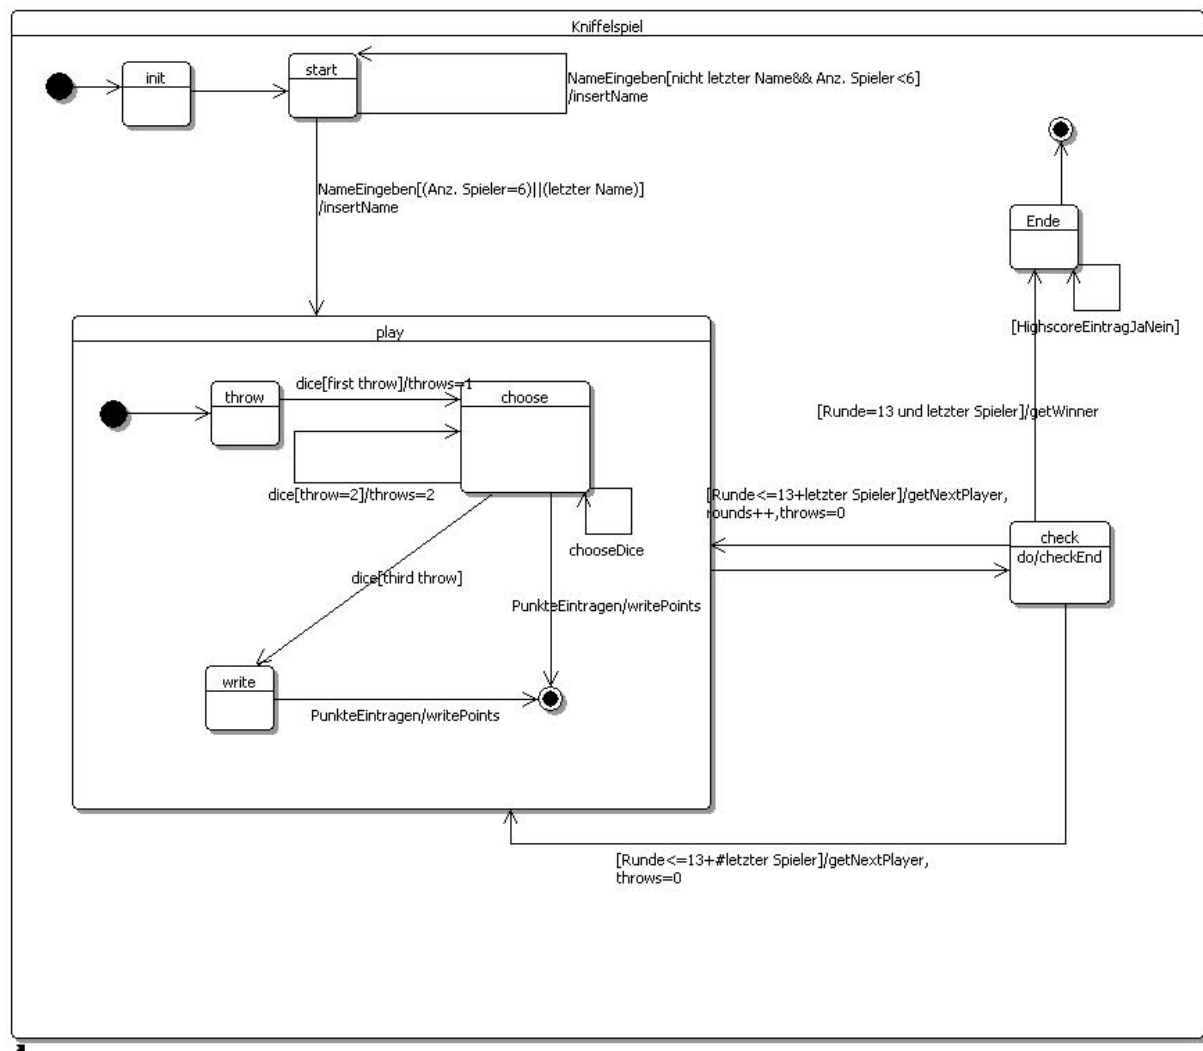 Kniffelspiel
init
start
NameEingeben[nicht letzter Name&& Anz. Spieler<6]
/insertName
NameEingeben[(Anz. Spieler=6)||(letzter Name)]
/insertName
Ende
[HighscoreEintragJaNein]
play
throw
dice[first throw]/throws=1
choose
[Runde=13 und letzter Spieler]/getWinner
dice[throw=2]/throws=2
[Runde<=13+letzter Spieler]/getNextPlayer,
rounds++,throws=0
chooseDice
check
do/checkEnd
dice[third throw]
PunkteEintragen/writePoints
write
PunkteEintragen/writePoints
[Runde<=13+#letzter Spieler]/getNextPlayer,
throws=0